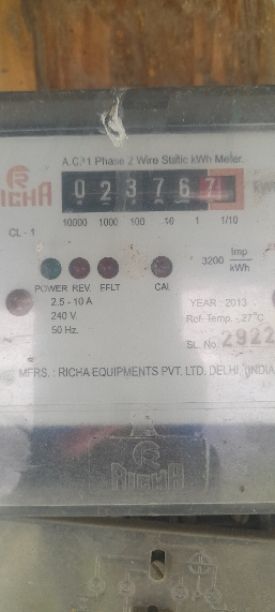 A.C. 1 Phase 2 Wire Static kWh Meter.
R
RICHA
0 2 3 7 6 7
KWh
10000 1000 100 10 1 1/10
CL - 1
3200 Imp/kWh
POWER REV. EFLT CAL
2.5 - 10 A
240 V
50 Hz.
YEAR : 2013
Ref. Temp. - 27°C
SL. No. 2922
MFRS. : RICHA EQUIPMENTS PVT. LTD. DELHI, (INDIA
R
RICHA